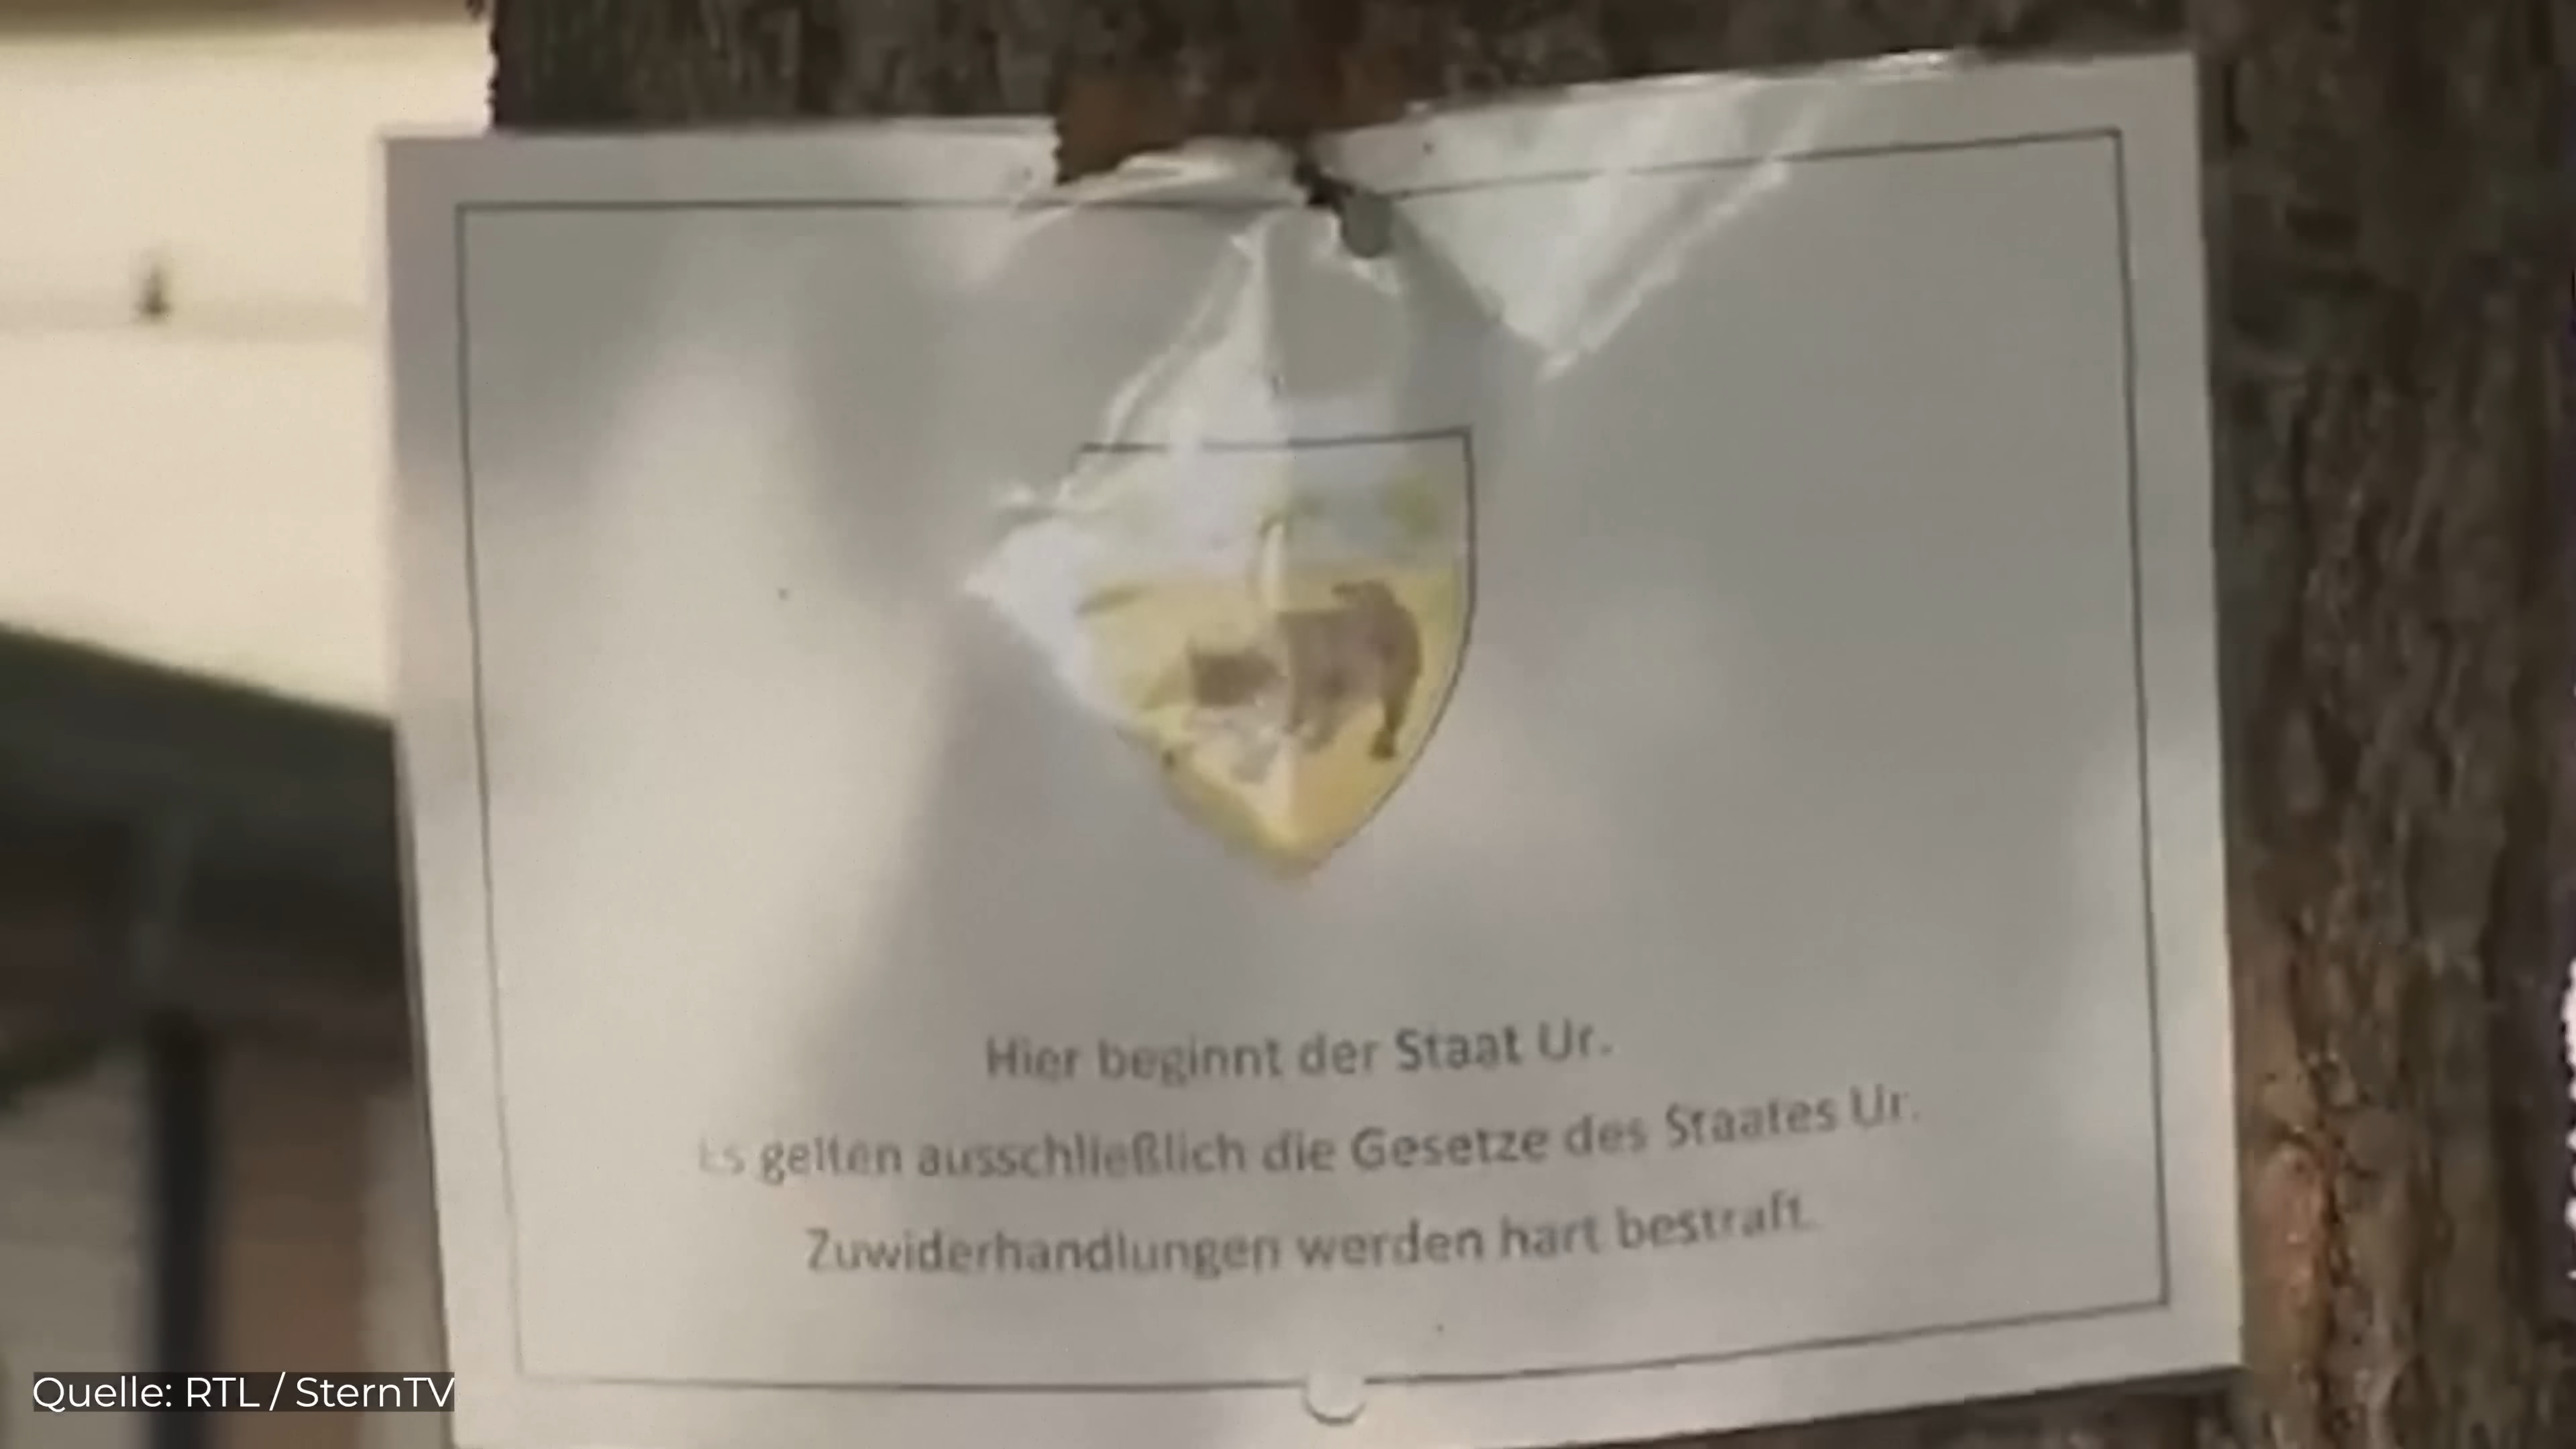 Hier beginnt der Staat Ur.
Es gelten ausschließlich die Gesetze des Staates Ur.
Zuwiderhandlungen werden hart bestraft.
Quelle: RTL / SternTV